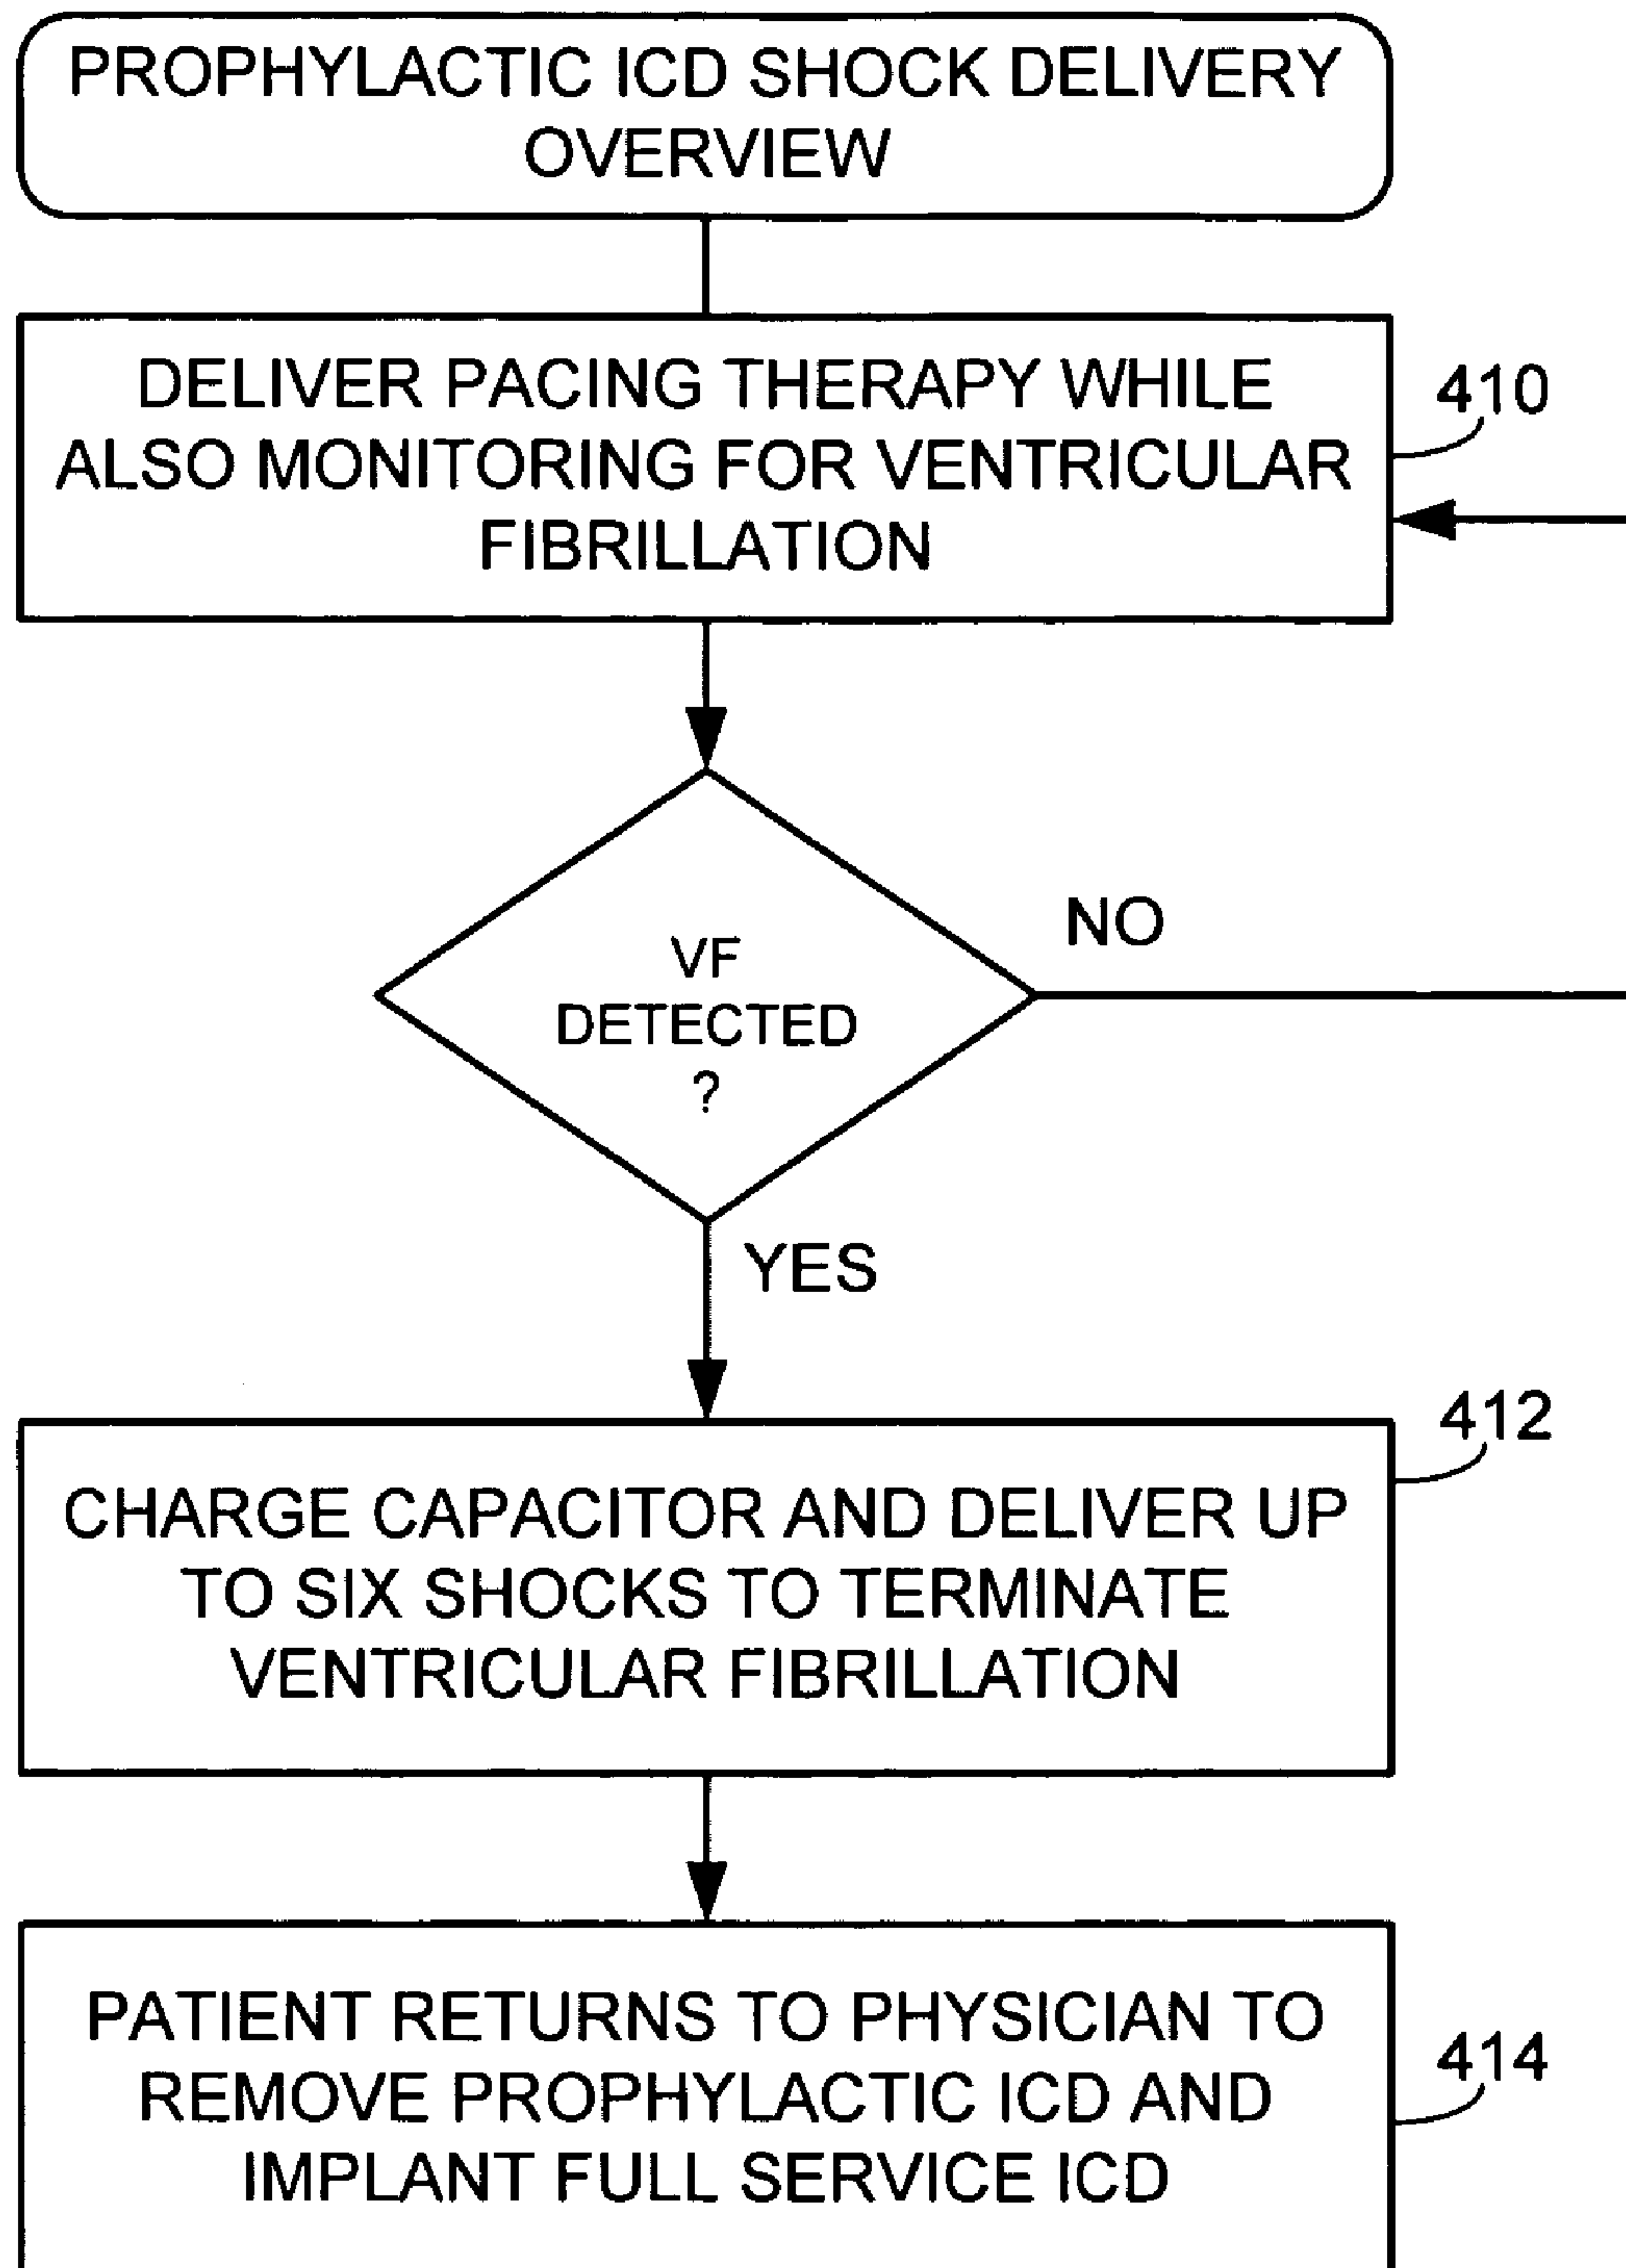 PROPHYLACTIC ICD SHOCK DELIVERY
OVERVIEW
DELIVER PACING THERAPY WHILE
ALSO MONITORING FOR VENTRICULAR
FIBRILLATION
410
VF
DETECTED
?
NO
YES
412
CHARGE CAPACITOR AND DELIVER UP
TO SIX SHOCKS TO TERMINATE
VENTRICULAR FIBRILLATION
PATIENT RETURNS TO PHYSICIAN TO
REMOVE PROPHYLACTIC ICD AND
IMPLANT FULL SERVICE ICD
414